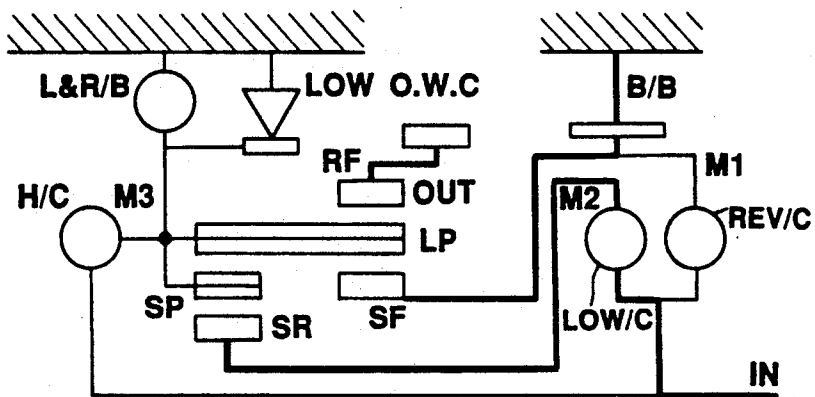 L&R/B
LOW O.W.C
B/B
RF
M1
H/C
M3
OUT
M2
REV/C
LP
SP
SF
LOW/C
SR
IN